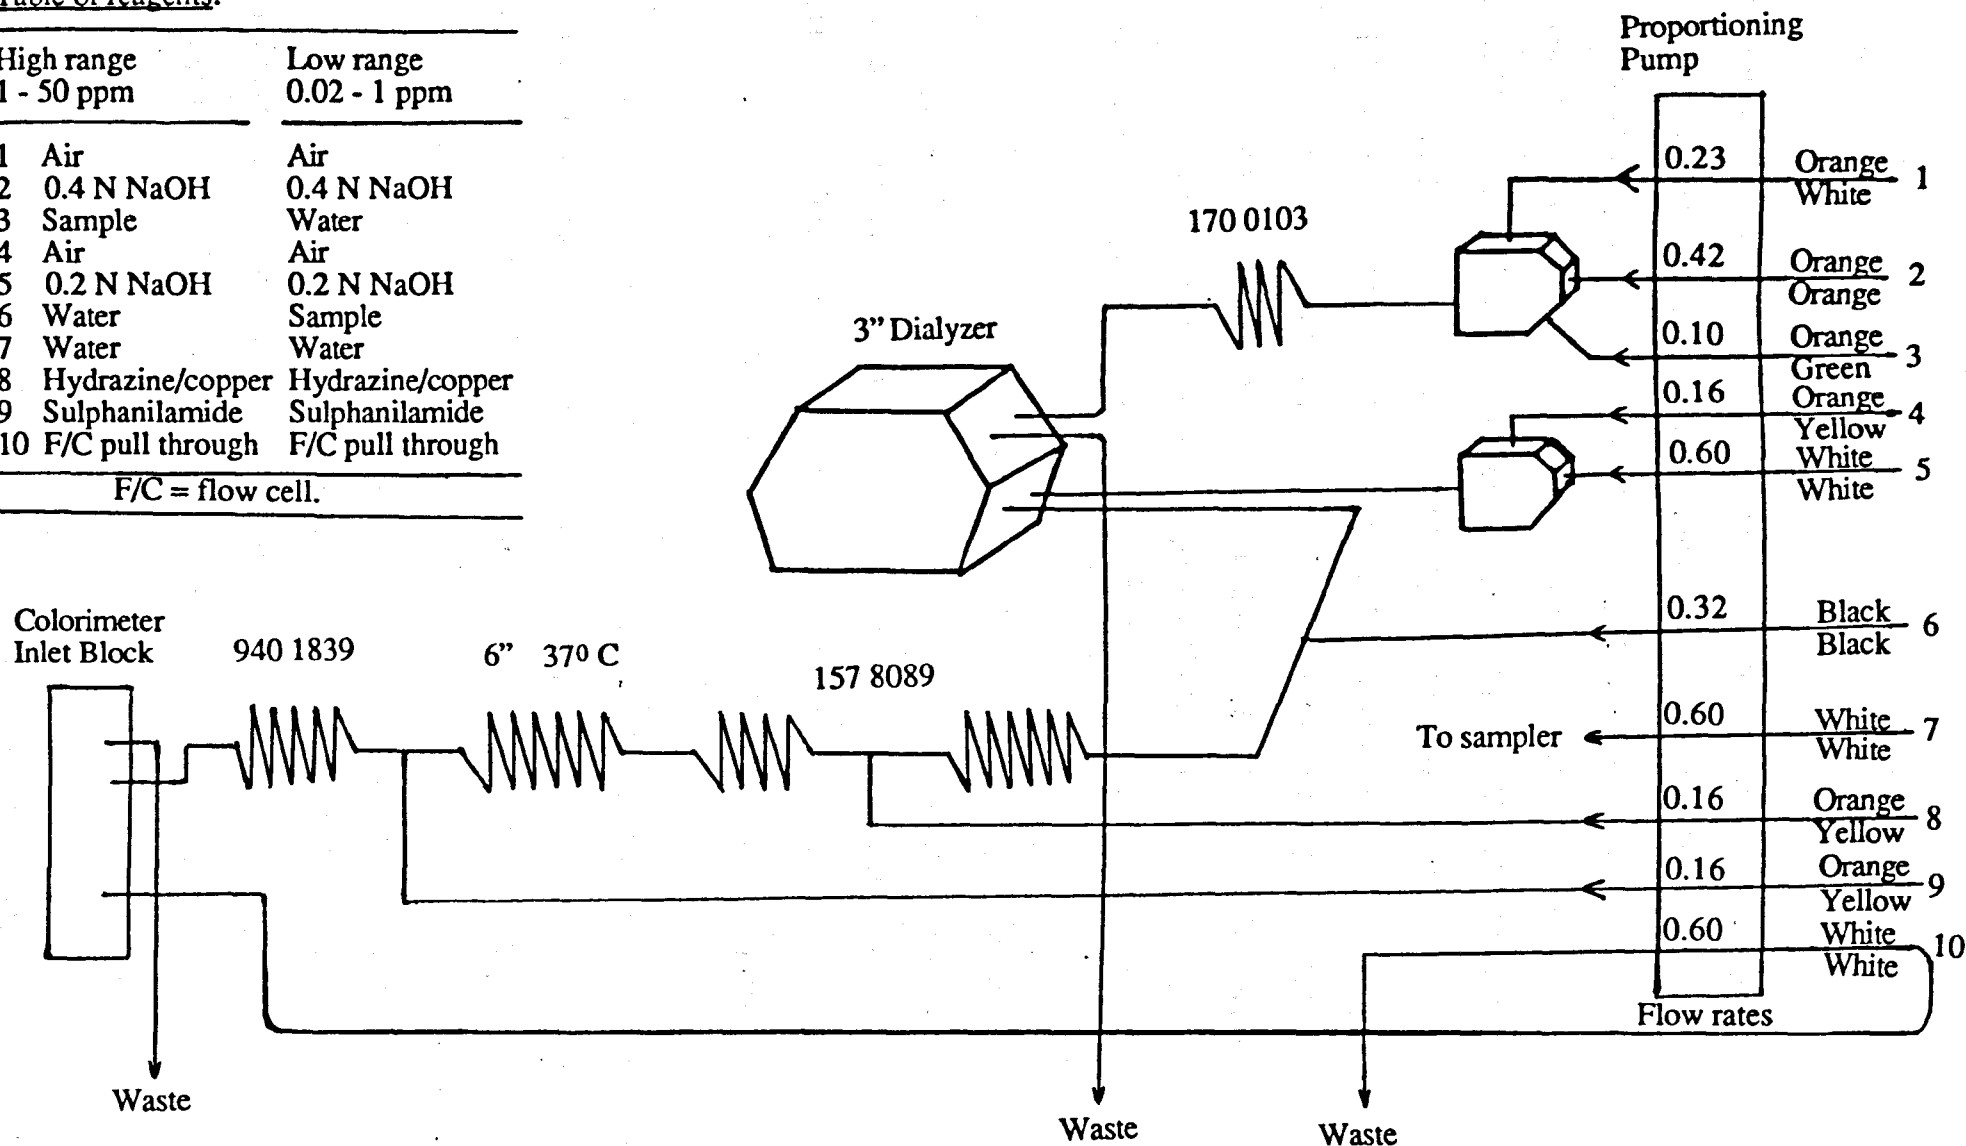 Table of reagents.
High range Low range
1 - 50 ppm 0.02 - 1 ppm
1 Air Air
2 0.4 N NaOH 0.4 N NaOH
3 Sample Water
4 Air Air
5 0.2 N NaOH 0.2 N NaOH
6 Water Sample
7 Water Water
8 Hydrazine/copper Hydrazine/copper
9 Sulphanilamide Sulphanilamide
10 F/C pull through F/C pull through
F/C = flow cell.
Proportioning
Pump
0.23 Orange 1
White
0.42 Orange 2
Orange
0.10 Orange 3
Green
0.16 Orange 4
Yellow
0.60 White 5
White
0.32 Black 6
Black
0.60 White 7
White
0.16 Orange 8
Yellow
0.16 Orange 9
Yellow
0.60 White 10
White
Flow rates
170 0103
3” Dialyzer
To sampler
Colorimeter
Inlet Block
940 1839
6” 37⁰ C
157 8089
Waste
Waste
Waste